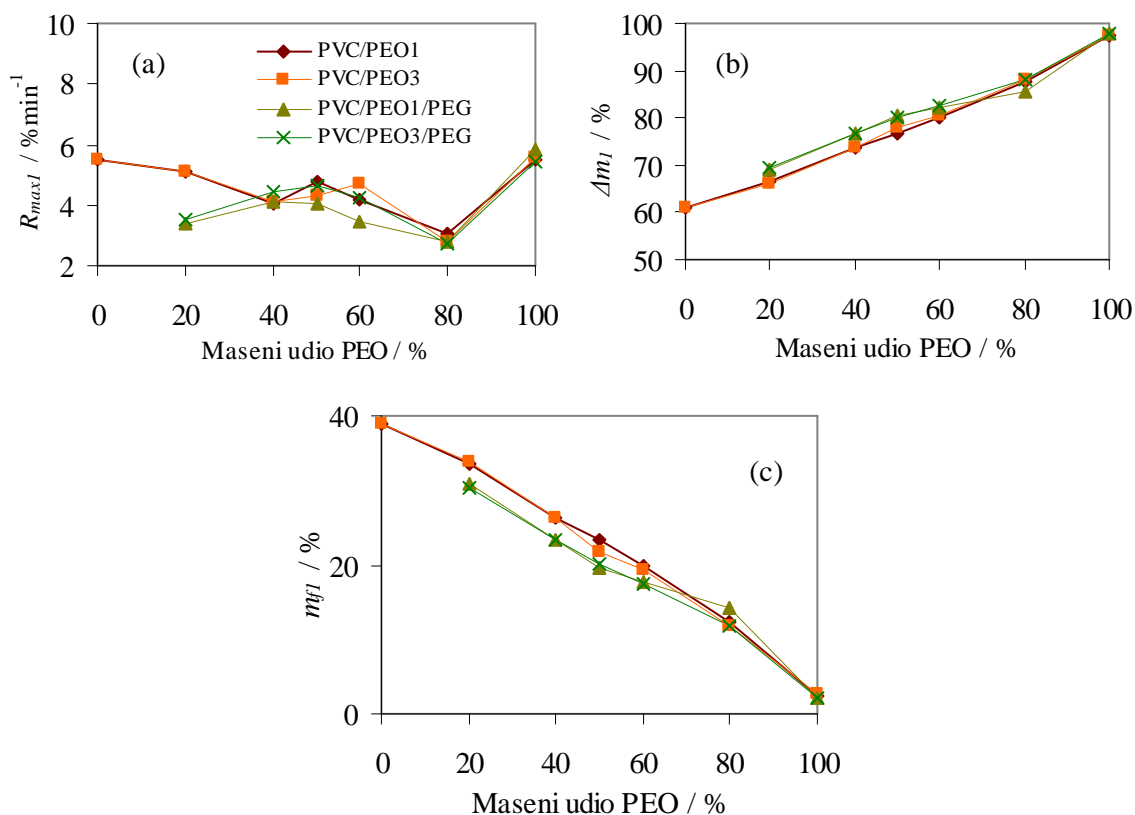 10
8
6
4
2
R_max1 / %min⁻¹
(a)
PVC/PEO1
PVC/PEO3
PVC/PEO1/PEG
PVC/PEO3/PEG
0 20 40 60 80 100
Maseni udio PEO / %
100
90
80
70
60
50
Δm₁ / %
(b)
0 20 40 60 80 100
Maseni udio PEO / %
40
20
0
m_f1 / %
(c)
0 20 40 60 80 100
Maseni udio PEO / %